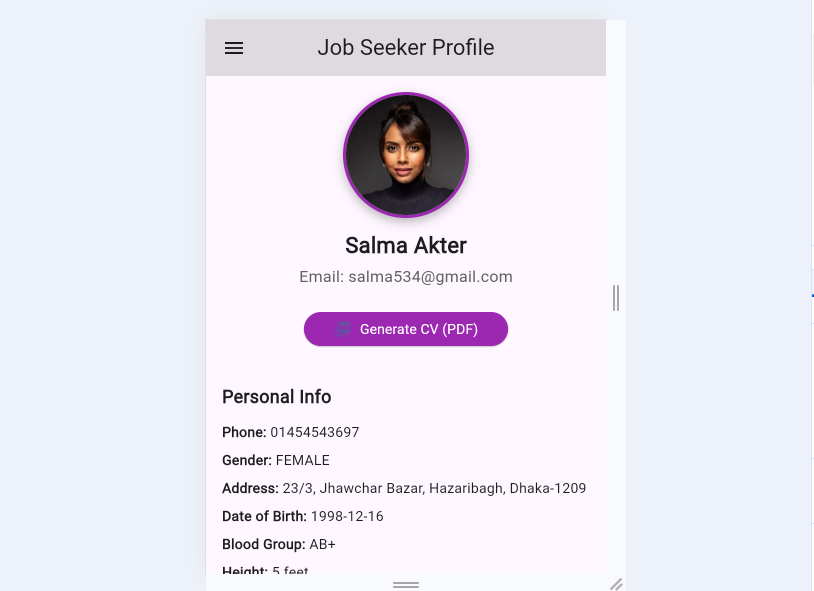 Job Seeker Profile
Salma Akter
Email: salma534@gmail.com
Generate CV (PDF)
Personal Info
Phone: 01454543697
Gender: FEMALE
Address: 23/3, Jhawchar Bazar, Hazaribagh, Dhaka-1209
Date of Birth: 1998-12-16
Blood Group: AB+
Height: 5 feet